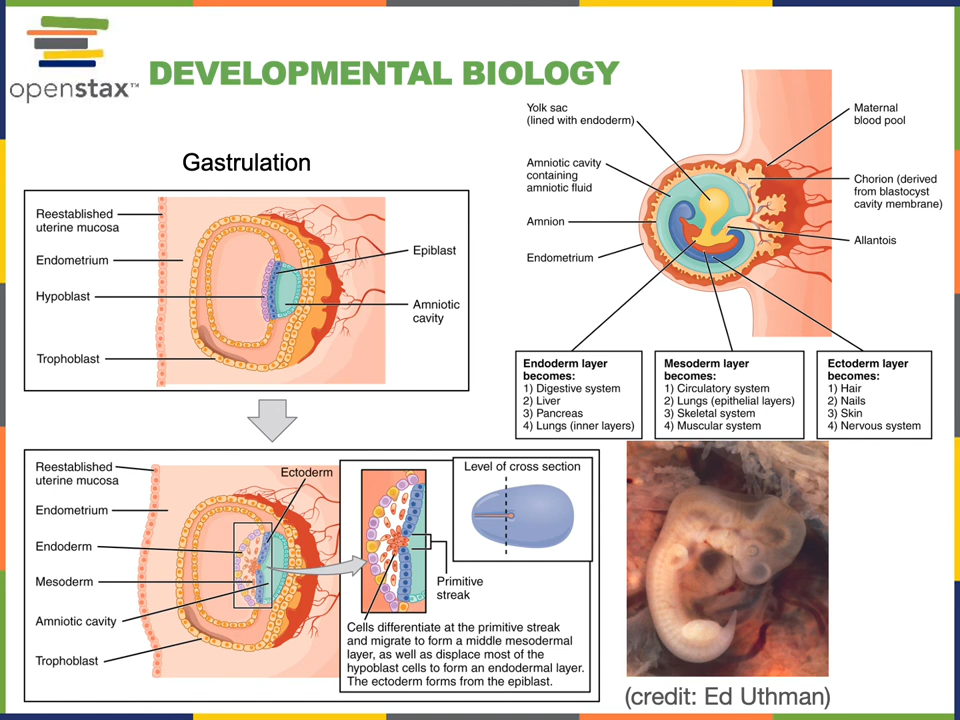 openstax™
DEVELOPMENTAL BIOLOGY
Gastrulation
Reestablished
uterine mucosa
Endometrium
Hypoblast
Trophoblast
Epiblast
Amniotic
cavity
Yolk sac
(lined with endoderm)
Amniotic cavity
containing
amniotic fluid
Amnion
Endometrium
Maternal
blood pool
Chorion (derived
from blastocyst
cavity membrane)
Allantois
Endoderm layer
becomes:
1) Digestive system
2) Liver
3) Pancreas
4) Lungs (inner layers)
Mesoderm layer
becomes:
1) Circulatory system
2) Lungs (epithelial layers)
3) Skeletal system
4) Muscular system
Ectoderm layer
becomes:
1) Hair
2) Nails
3) Skin
4) Nervous system
Reestablished
uterine mucosa
Endometrium
Endoderm
Mesoderm
Amniotic cavity
Trophoblast
Ectoderm
Level of cross section
Primitive
streak
Cells differentiate at the primitive streak
and migrate to form a middle mesodermal
layer, as well as displace most of the
hypoblast cells to form an endodermal layer.
The ectoderm forms from the epiblast.
(credit: Ed Uthman)